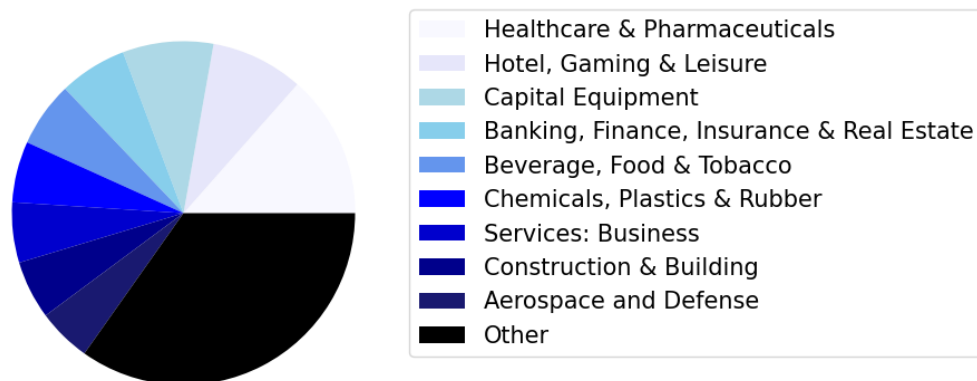 Healthcare & Pharmaceuticals
Hotel, Gaming & Leisure
Capital Equipment
Banking, Finance, Insurance & Real Estate
Beverage, Food & Tobacco
Chemicals, Plastics & Rubber
Services: Business
Construction & Building
Aerospace and Defense
Other